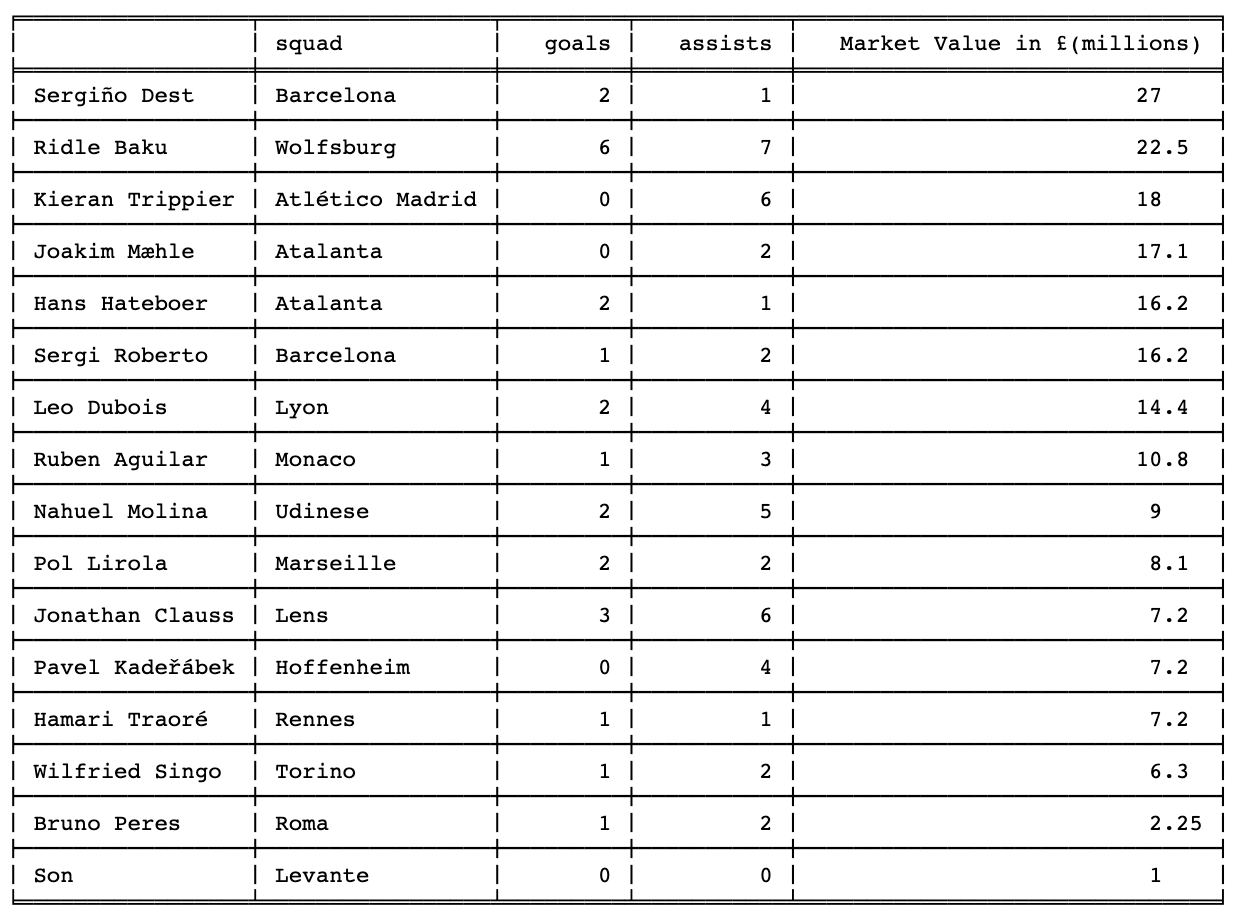 squad goals assists Market Value in £(millions)
Sergiño Dest Barcelona 2 1 27
Ridle Baku Wolfsburg 6 7 22.5
Kieran Trippier Atlético Madrid 0 6 18
Joakim Mæhle Atalanta 0 2 17.1
Hans Hateboer Atalanta 2 1 16.2
Sergi Roberto Barcelona 1 2 16.2
Leo Dubois Lyon 2 4 14.4
Ruben Aguilar Monaco 1 3 10.8
Nahuel Molina Udinese 2 5 9
Pol Lirola Marseille 2 2 8.1
Jonathan Clauss Lens 3 6 7.2
Pavel Kadeřábek Hoffenheim 0 4 7.2
Hamari Traoré Rennes 1 1 7.2
Wilfried Singo Torino 1 2 6.3
Bruno Peres Roma 1 2 2.25
Son Levante 0 0 1